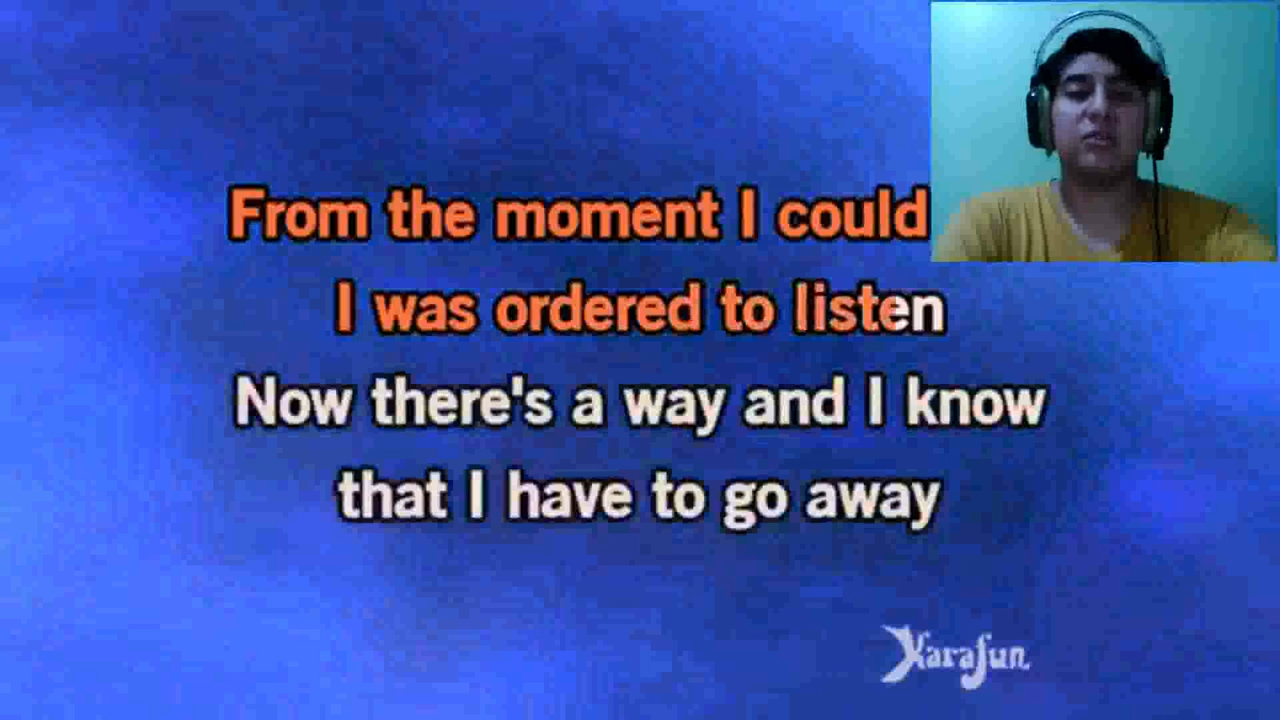 From the moment I could
I was ordered to listen
Now there's a way and I know
that I have to go away
Karafun